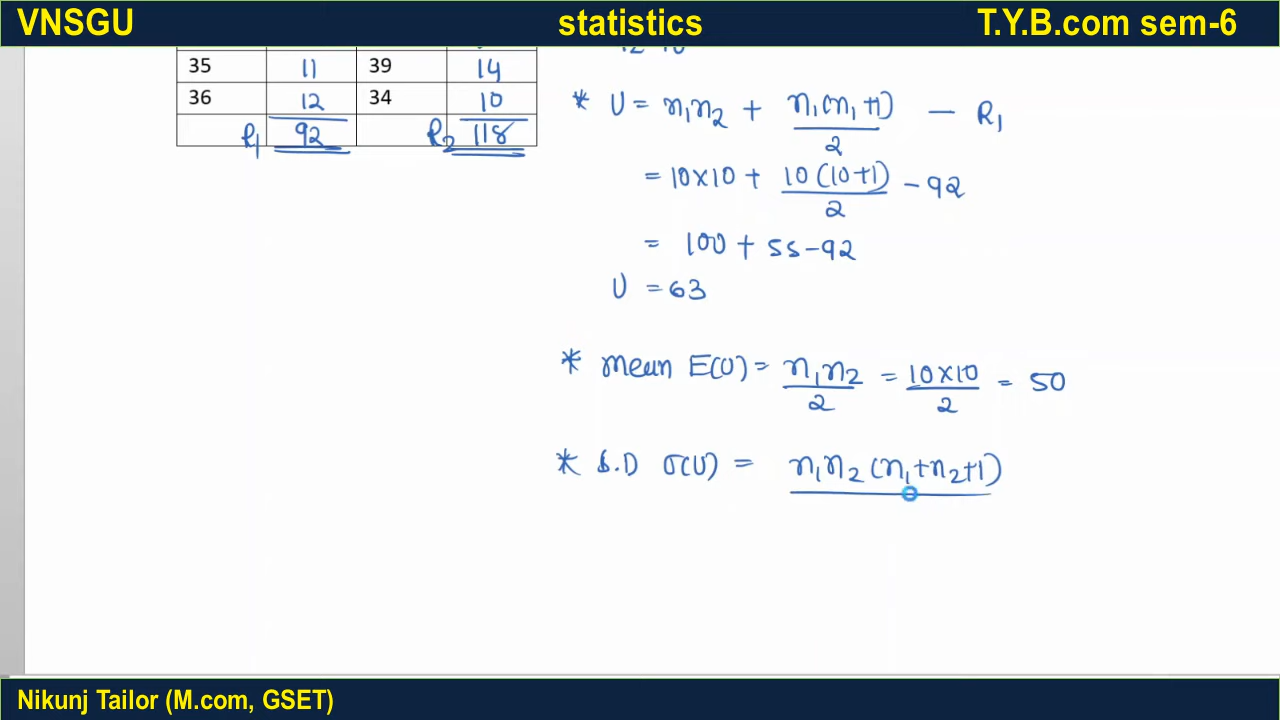 VNSGU statistics T.Y.B.com sem-6
35 11 39 14
36 12 34 10
R1 92 R2 118
* U = n1n2 + n1(n1+1)/2 - R1
= 10×10 + 10(10+1)/2 - 92
= 100 + 55 - 92
U = 63
* mean E(U) = n1n2/2 = 10×10/2 = 50
* S.D σ(U) = n1n2(n1+n2+1)
Nikunj Tailor (M.com, GSET)